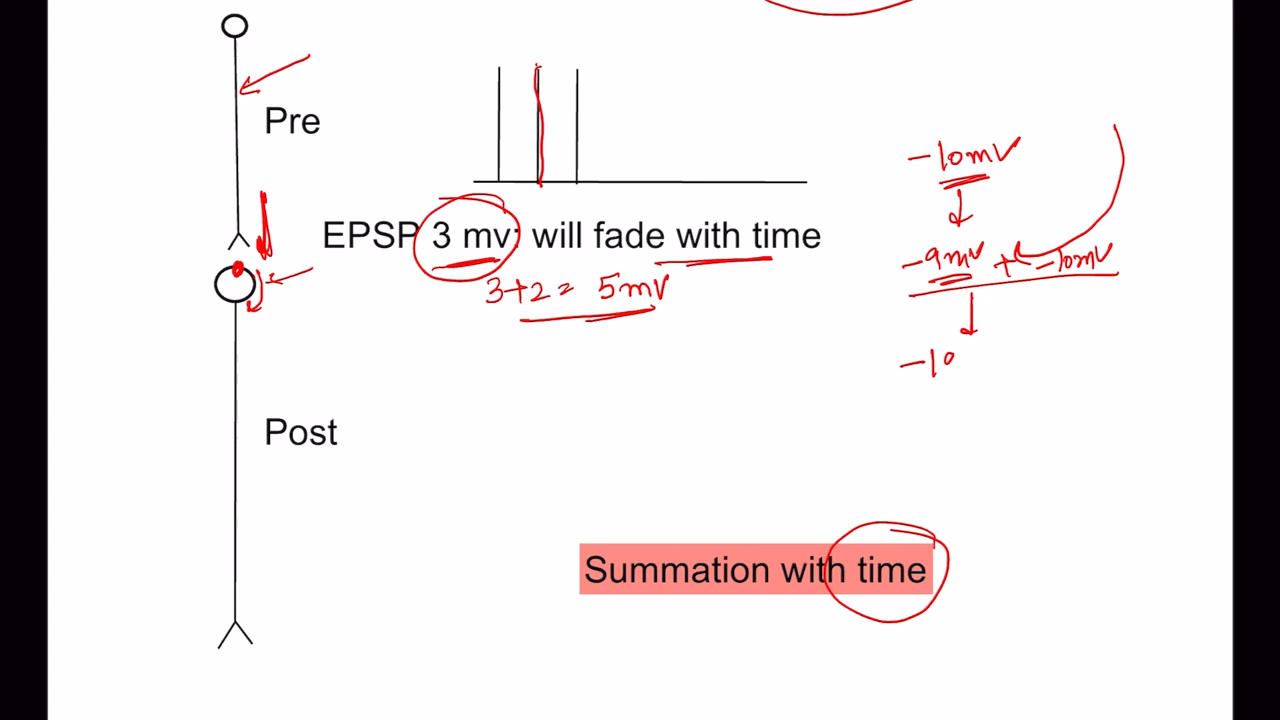 Pre
-10mV
EPSP 3 mv: will fade with time
-9mV + -10mV
3+2 = 5mV
-10
Post
Summation with time